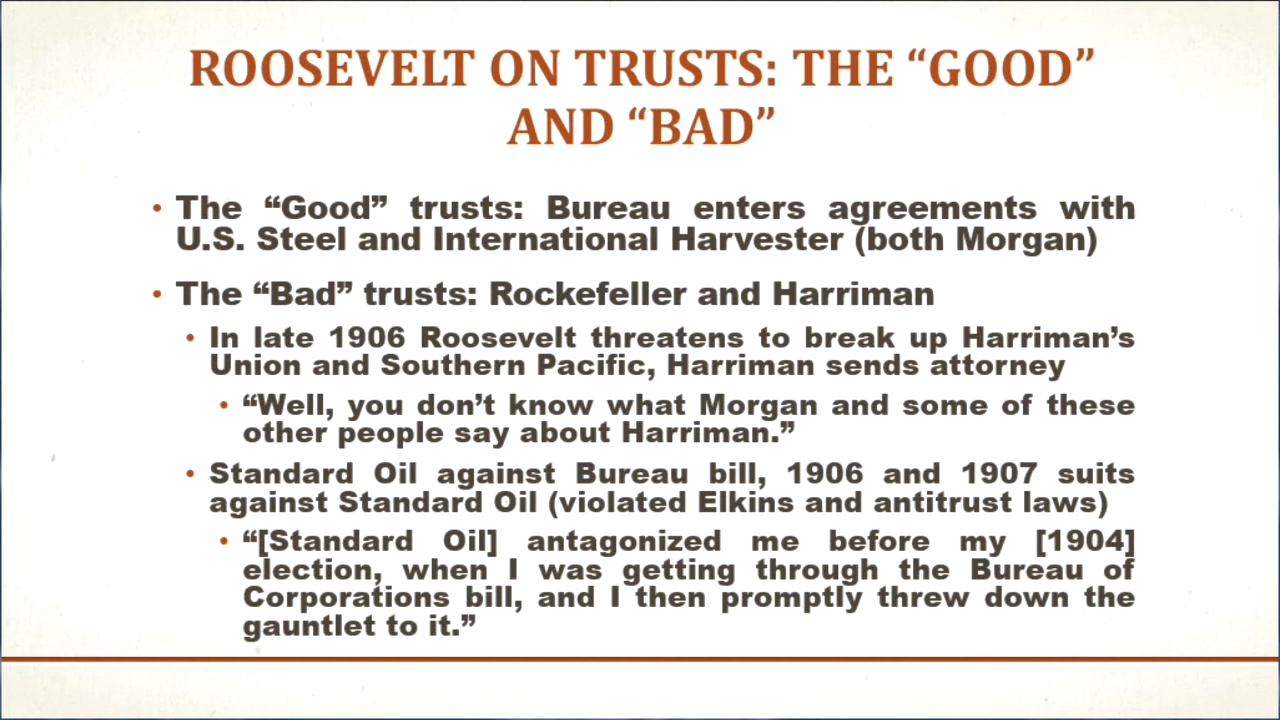 ROOSEVELT ON TRUSTS: THE “GOOD”
AND “BAD”
• The “Good” trusts: Bureau enters agreements with
U.S. Steel and International Harvester (both Morgan)
• The “Bad” trusts: Rockefeller and Harriman
• In late 1906 Roosevelt threatens to break up Harriman’s
Union and Southern Pacific, Harriman sends attorney
• “Well, you don’t know what Morgan and some of these
other people say about Harriman.”
• Standard Oil against Bureau bill, 1906 and 1907 suits
against Standard Oil (violated Elkins and antitrust laws)
• “[Standard Oil] antagonized me before my [1904]
election, when I was getting through the Bureau of
Corporations bill, and I then promptly threw down the
gauntlet to it.”